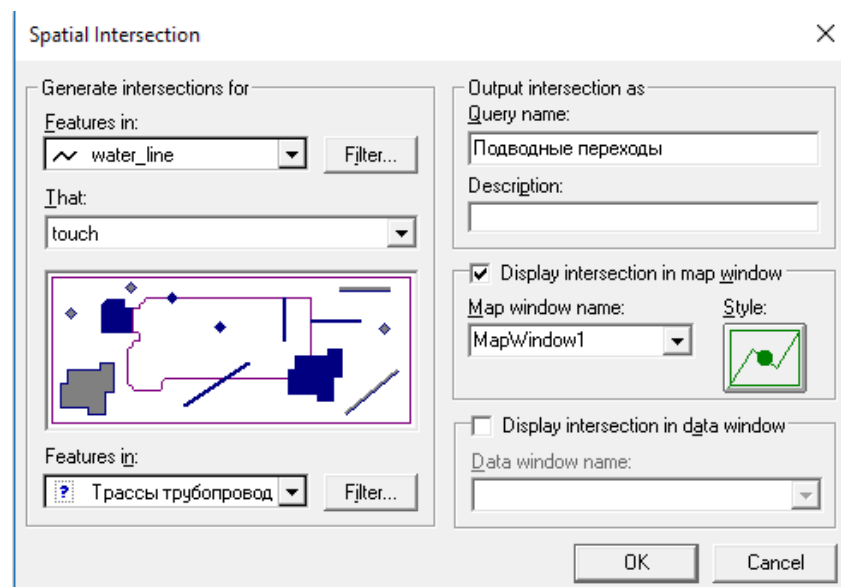 Spatial Intersection
Generate intersections for
Features in:
water_line
Filter...
That:
touch
Features in:
Трассы трубопровод
Filter...
Output intersection as
Query name:
Подводные переходы
Description:
Display intersection in map window
Map window name:
MapWindow1
Style:
Display intersection in data window
Data window name:
OK
Cancel